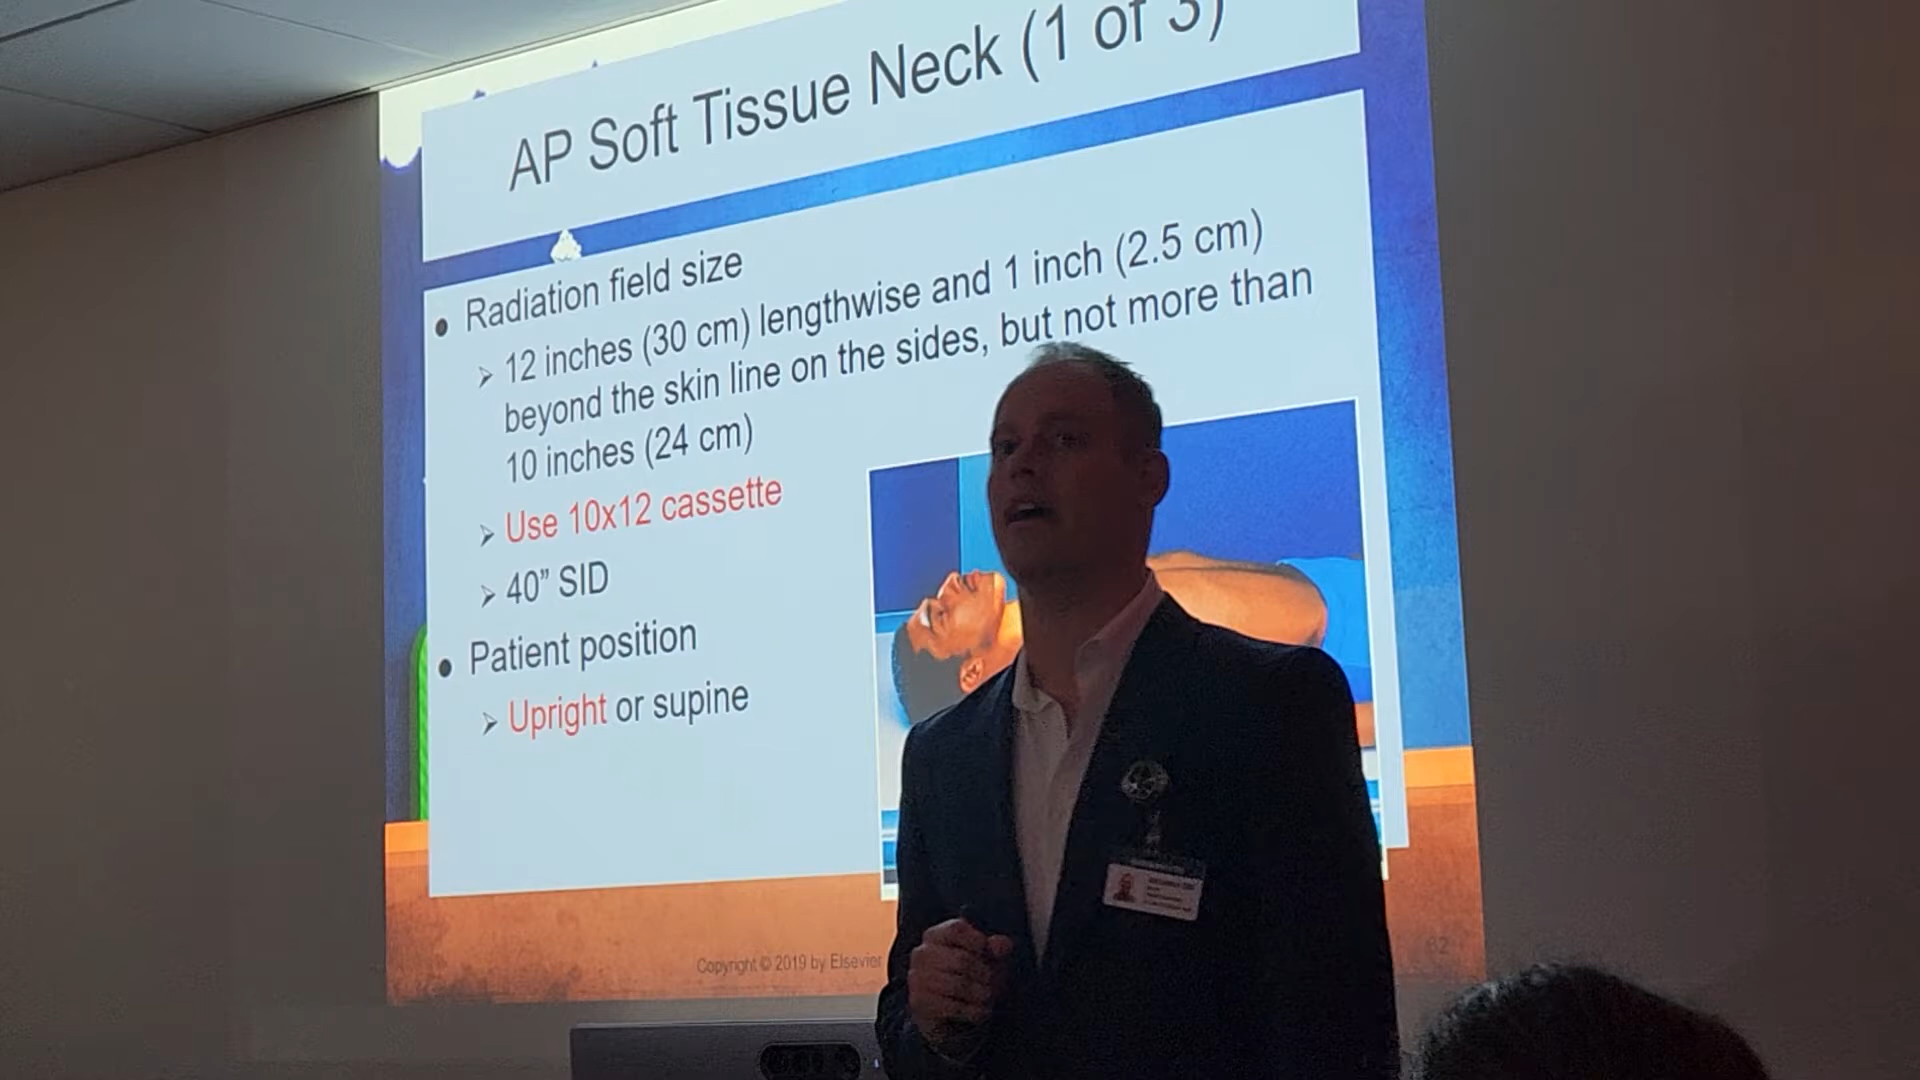 AP Soft Tissue Neck (1 of 3)
● Radiation field size
➢ 12 inches (30 cm) lengthwise and 1 inch (2.5 cm)
beyond the skin line on the sides, but not more than
10 inches (24 cm)
➢ Use 10x12 cassette
➢ 40” SID
● Patient position
➢ Upright or supine
Copyright © 2019 by Elsevier
62